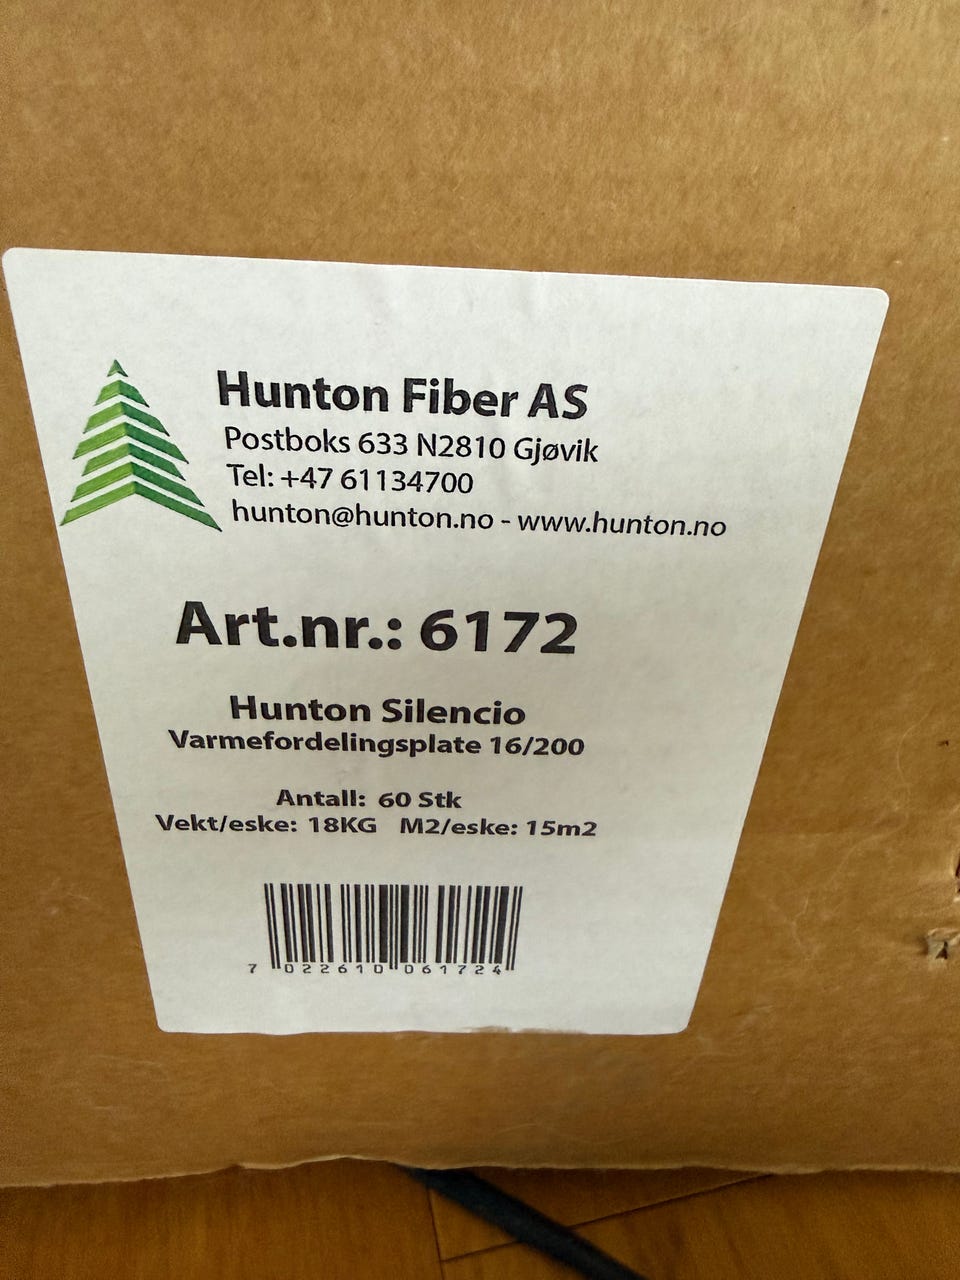 Hunton Fiber AS
Postboks 633 N2810 Gjøvik
Tel: +47 61134700
hunton@hunton.no - www.hunton.no
Art.nr.: 6172
Hunton Silencio
Varmefordelingsplate 16/200
Antall: 60 Stk
Vekt/eske: 18KG M2/eske: 15m2
7 022610 061724